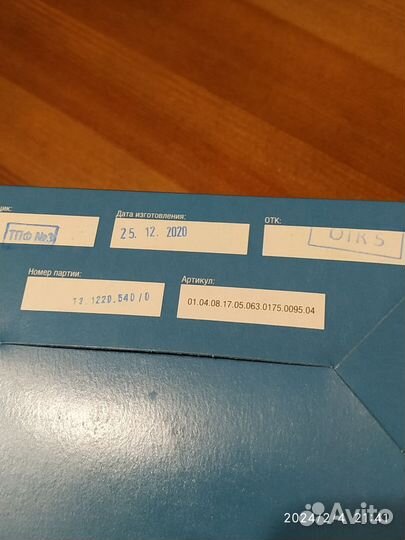 щик:
Дата изготовления:
ОТК:
ТПФ №3
25. 12. 2020
Номер партии:
Артикул:
01.04.08.17.05.063.0175.0095.04
2024/2/4 21:41
Avito